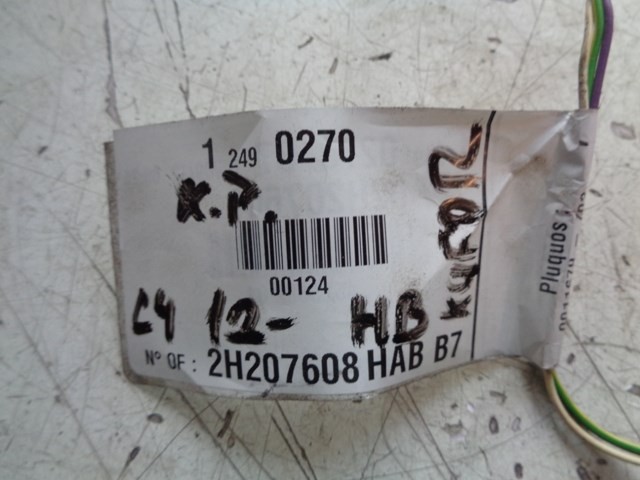 1 249 0270
х.р.
00124
C4 12- HB
N° OF : 2H207608 HAB B7
Pluquos